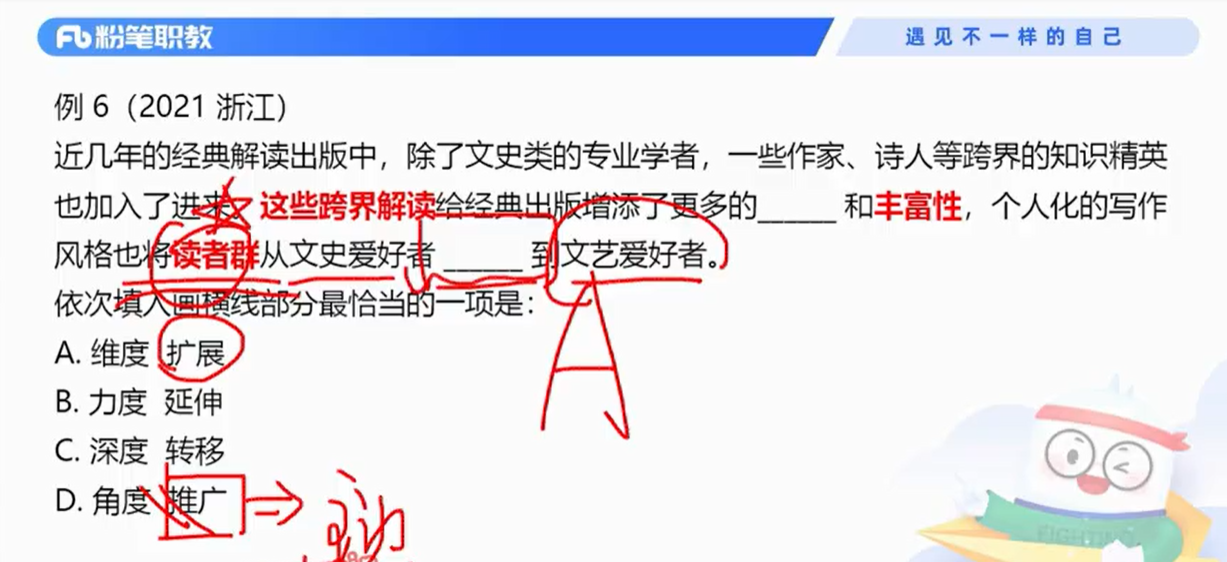 粉笔职教
遇见不一样的自己
例 6（2021 浙江）
近几年的经典解读出版中，除了文史类的专业学者，一些作家、诗人等跨界的知识精英
也加入了进来。这些跨界解读给经典出版增添了更多的______ 和丰富性，个人化的写作
风格也将读者群从文史爱好者 ______ 到文艺爱好者。
依次填入画横线部分最恰当的一项是：
A. 维度 扩展
B. 力度 延伸
C. 深度 转移
D. 角度 推广
A
FIGHTING